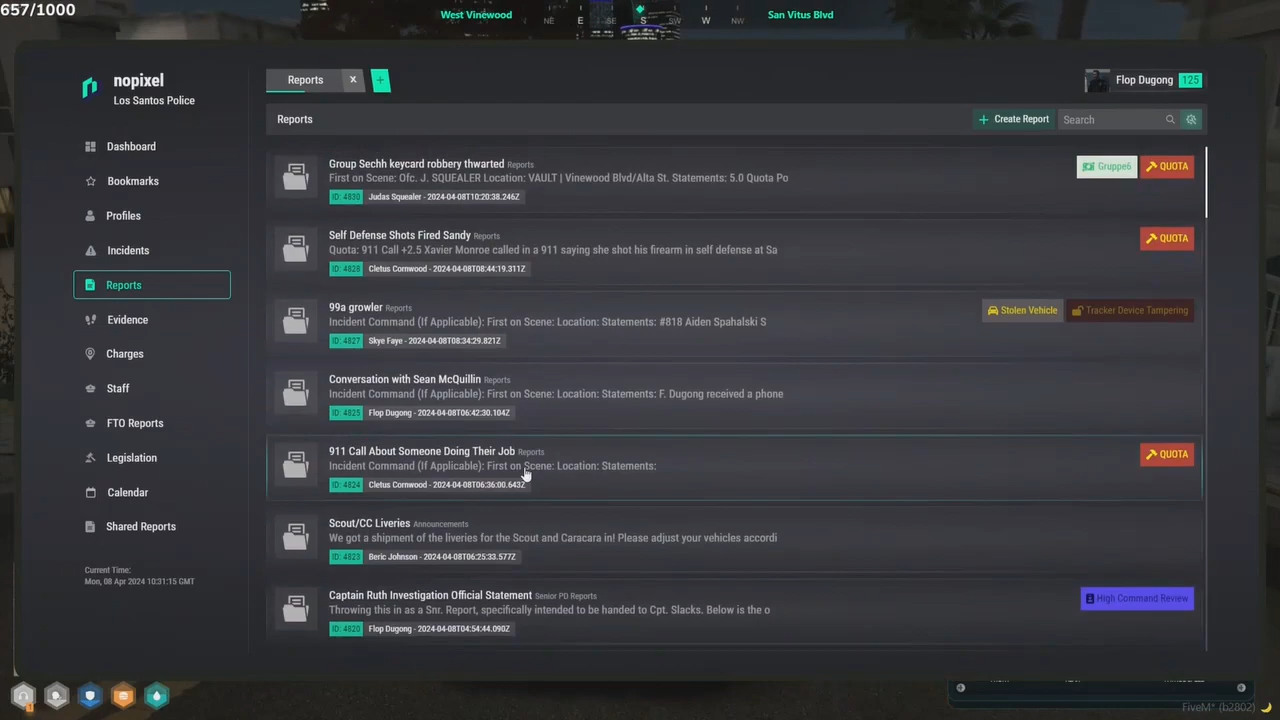 657/1000
West Vinewood
NE E SE S SW W NW
San Vitus Blvd
nopixel
Los Santos Police
Reports
x
+
Flop Dugong 125
Reports
+ Create Report
Search
Dashboard
Bookmarks
Profiles
Incidents
Reports
Evidence
Charges
Staff
FTO Reports
Legislation
Calendar
Shared Reports
Current Time:
Mon, 08 Apr 2024 10:31:15 GMT
Group Sechh keycard robbery thwarted Reports
First on Scene: Ofc. J. SQUEALER Location: VAULT | Vinewood Blvd/Alta St. Statements: 5.0 Quota Po
ID: 4830 Judas Squealer - 2024-04-08T10:20:38.246Z
Gruppe6 QUOTA
Self Defense Shots Fired Sandy Reports
Quota: 911 Call +2.5 Xavier Monroe called in a 911 saying she shot his firearm in self defense at Sa
ID: 4828 Cletus Cornwood - 2024-04-08T08:44:19.311Z
QUOTA
99a growler Reports
Incident Command (If Applicable): First on Scene: Location: Statements: #818 Aiden Spahalski S
ID: 4827 Skye Faye - 2024-04-08T08:34:29.821Z
Stolen Vehicle Tracker Device Tampering
Conversation with Sean McQuillin Reports
Incident Command (If Applicable): First on Scene: Location: Statements: F. Dugong received a phone
ID: 4825 Flop Dugong - 2024-04-08T06:42:30.104Z
911 Call About Someone Doing Their Job Reports
Incident Command (If Applicable): First on Scene: Location: Statements:
ID: 4824 Cletus Cornwood - 2024-04-08T06:36:00.643Z
QUOTA
Scout/CC Liveries Announcements
We got a shipment of the liveries for the Scout and Caracara in! Please adjust your vehicles accordi
ID: 4823 Beric Johnson - 2024-04-08T06:25:33.577Z
Captain Ruth Investigation Official Statement Senior PD Reports
Throwing this in as a Snr. Report, specifically intended to be handed to Cpt. Slacks. Below is the o
ID: 4820 Flop Dugong - 2024-04-08T04:54:44.090Z
High Command Review
FiveM* (b2802)